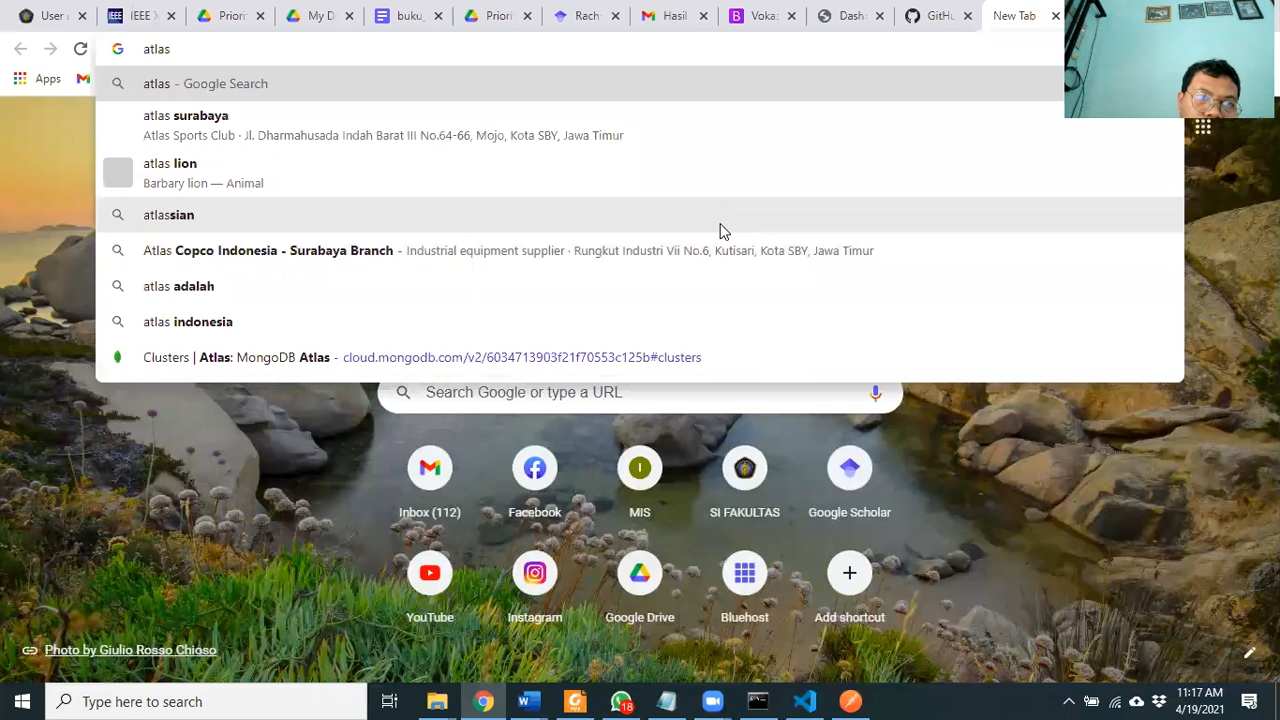 User 
IEEE X
Priorit
My D
buku_
Priorit
Rach
Hasil
Voka
Dash
GitH
New Tab
atlas
Apps
atlas - Google Search
atlas surabaya
Atlas Sports Club · Jl. Dharmahusada Indah Barat III No.64-66, Mojo, Kota SBY, Jawa Timur
atlas lion
Barbary lion — Animal
atlassian
Atlas Copco Indonesia - Surabaya Branch - Industrial equipment supplier · Rungkut Industri Vii No.6, Kutisari, Kota SBY, Jawa Timur
atlas adalah
atlas indonesia
Clusters | Atlas: MongoDB Atlas - cloud.mongodb.com/v2/6034713903f21f70553c125b#clusters
Search Google or type a URL
Inbox (112)
Facebook
MIS
SI FAKULTAS
Google Scholar
YouTube
Instagram
Google Drive
Bluehost
Add shortcut
Photo by Giulio Rosso Chioso
Type here to search
18
11:17 AM
4/19/2021